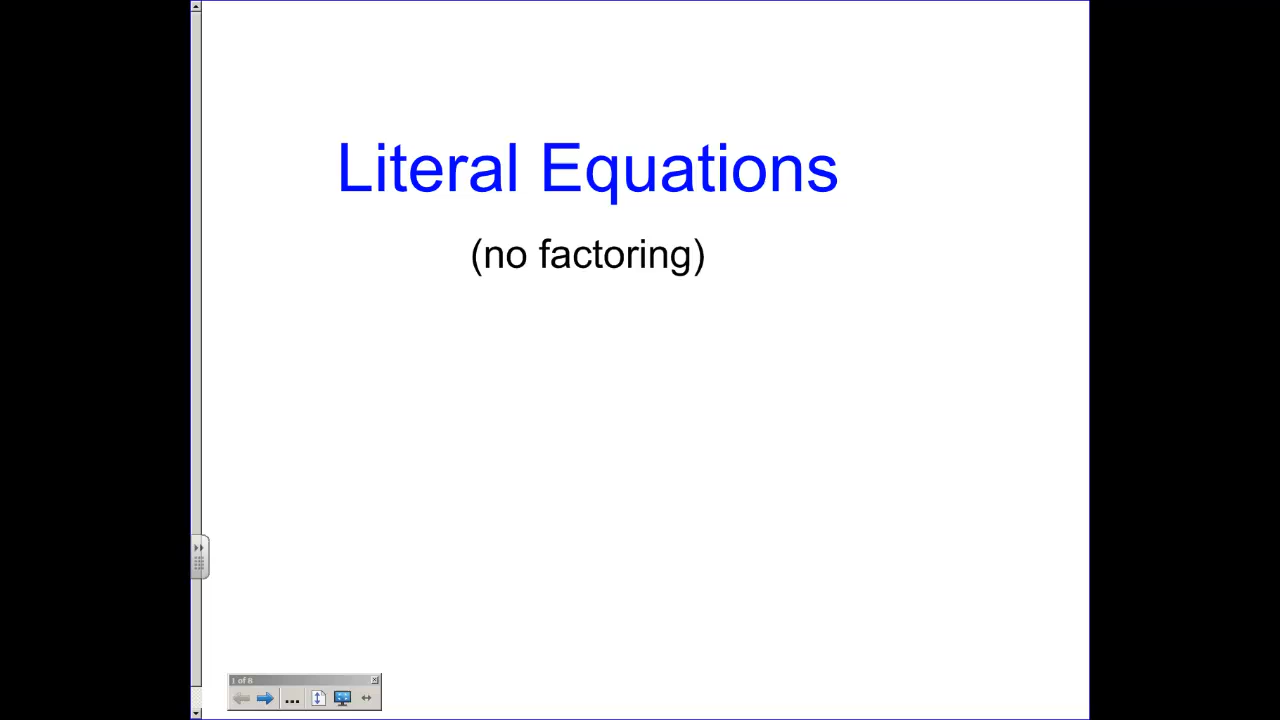 Literal Equations
(no factoring)
1 of 8
...